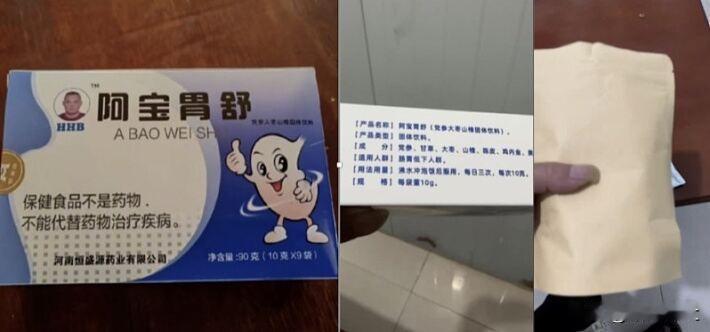 HHB
TM
阿宝胃舒
A BAO WEI SH
党参大枣山楂固体饮料
保健食品不是药物，
不能代替药物治疗疾病。
净含量:90克(10克X9袋)
河南恒盛源药业有限公司
【产品名称】阿宝胃舒（党参大枣山楂固体饮料）。
【产品类型】固体饮料。
【成 分】党参、甘草、大枣、山楂、陈皮、鸡内金、
【适用人群】肠胃低下人群。
【用法用量】沸水冲泡饭后服用，每日三次，每次10克。
【规 格】每袋重10g。